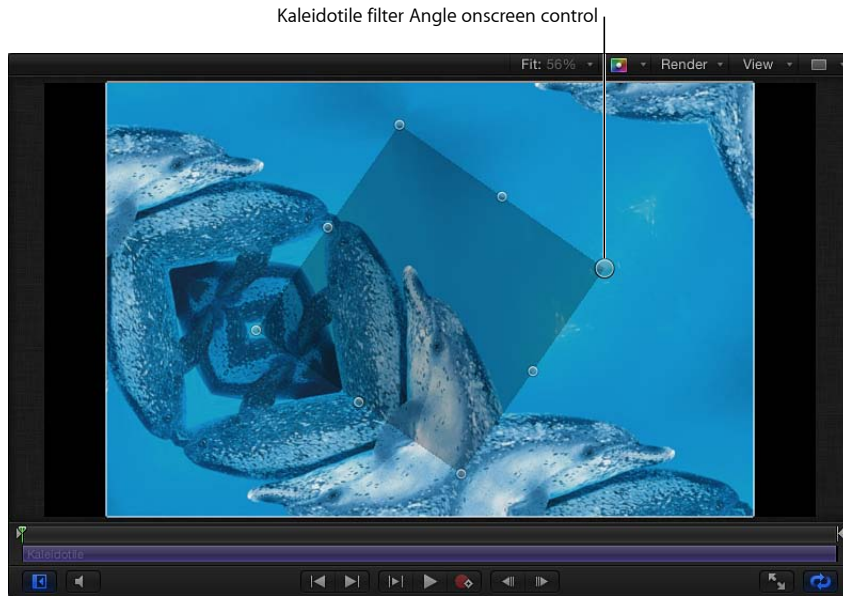 Kaleidotile filter Angle onscreen control
Fit: 56% Render View
Kaleidotile